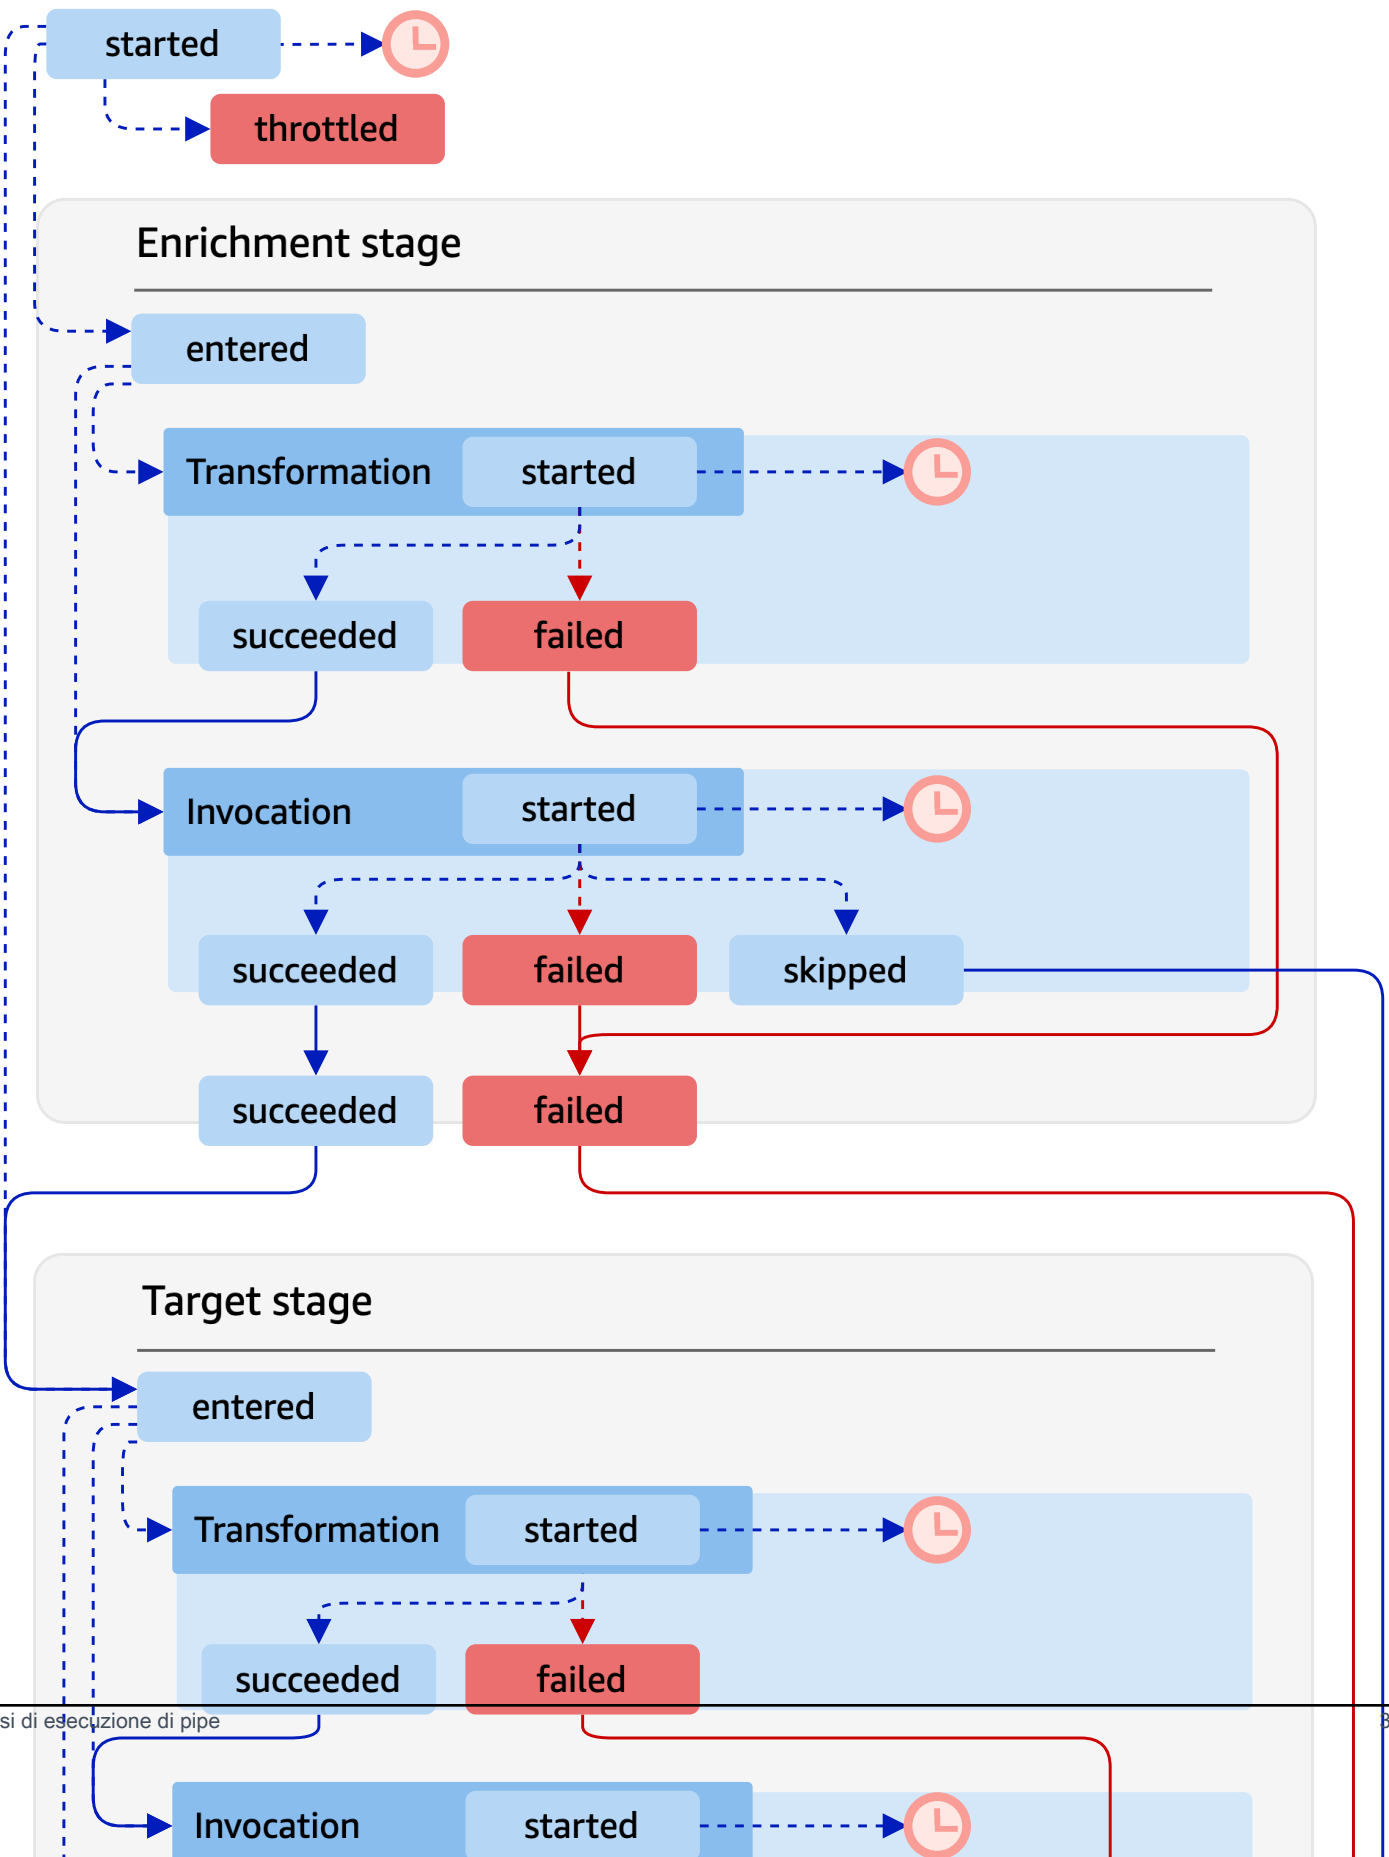 started
throttled
Enrichment stage
entered
Transformation started
succeeded failed
Invocation started
succeeded failed skipped
succeeded failed
Target stage
entered
Transformation started
succeeded failed
si di esecuzione di pipe
Invocation started